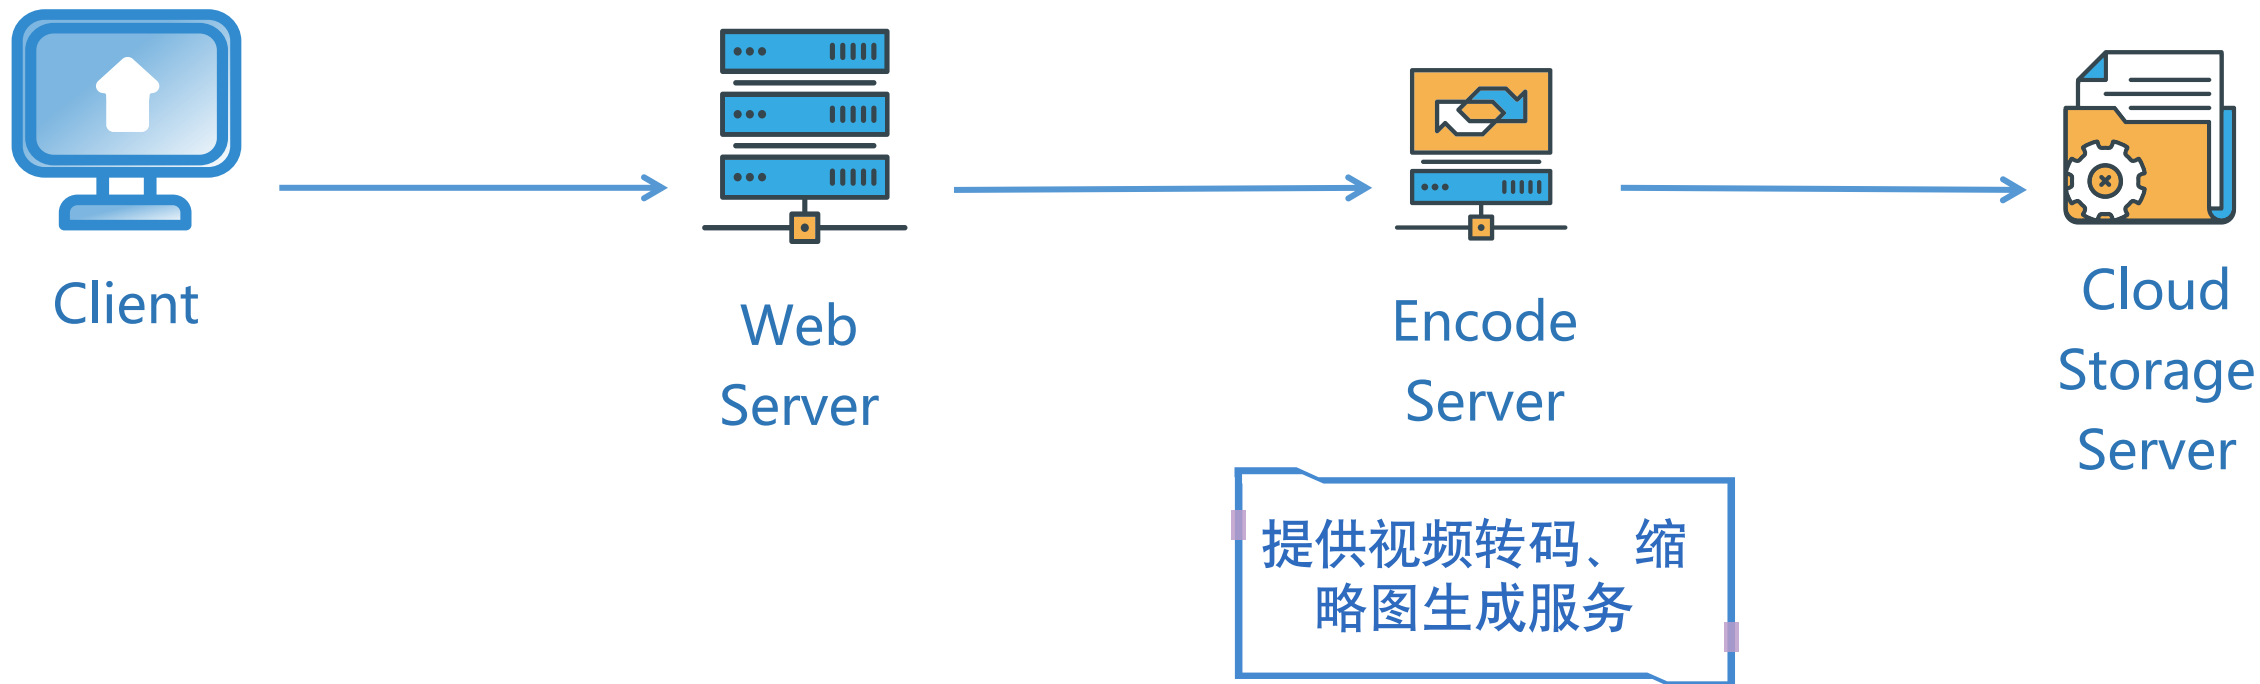 Client
Web
Server
Encode
Server
Cloud
Storage
Server
提供视频转码、缩
略图生成服务